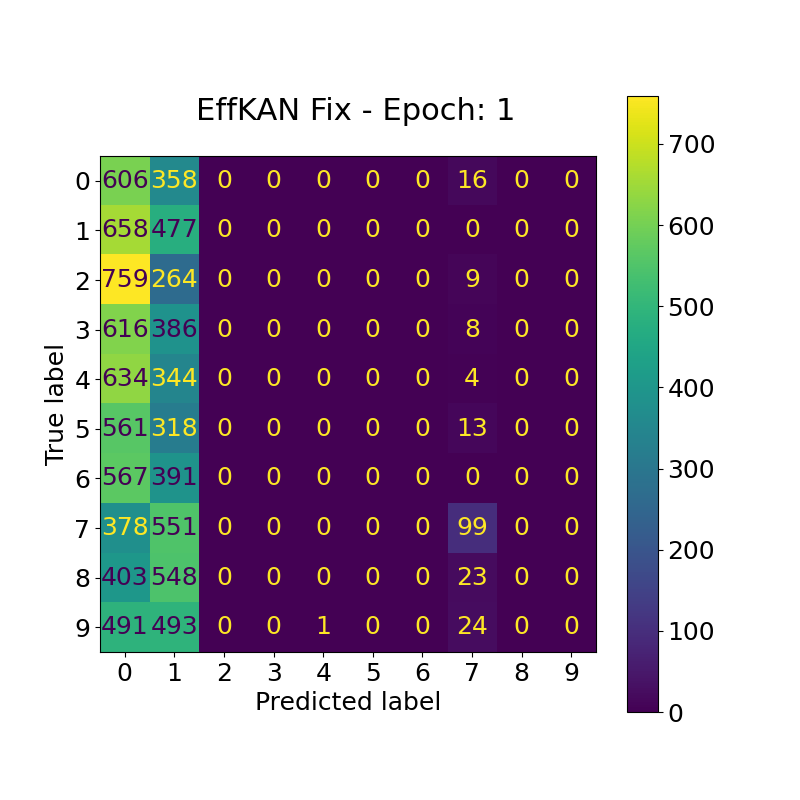 EffKAN Fix - Epoch: 1
0 606 358 0 0 0 0 0 16 0 0
1 658 477 0 0 0 0 0 0 0 0
2 759 264 0 0 0 0 0 9 0 0
3 616 386 0 0 0 0 0 8 0 0
4 634 344 0 0 0 0 0 4 0 0
5 561 318 0 0 0 0 0 13 0 0
6 567 391 0 0 0 0 0 0 0 0
7 378 551 0 0 0 0 0 99 0 0
8 403 548 0 0 0 0 0 23 0 0
9 491 493 0 0 1 0 0 24 0 0
0 1 2 3 4 5 6 7 8 9
Predicted label
True label
700
600
500
400
300
200
100
0